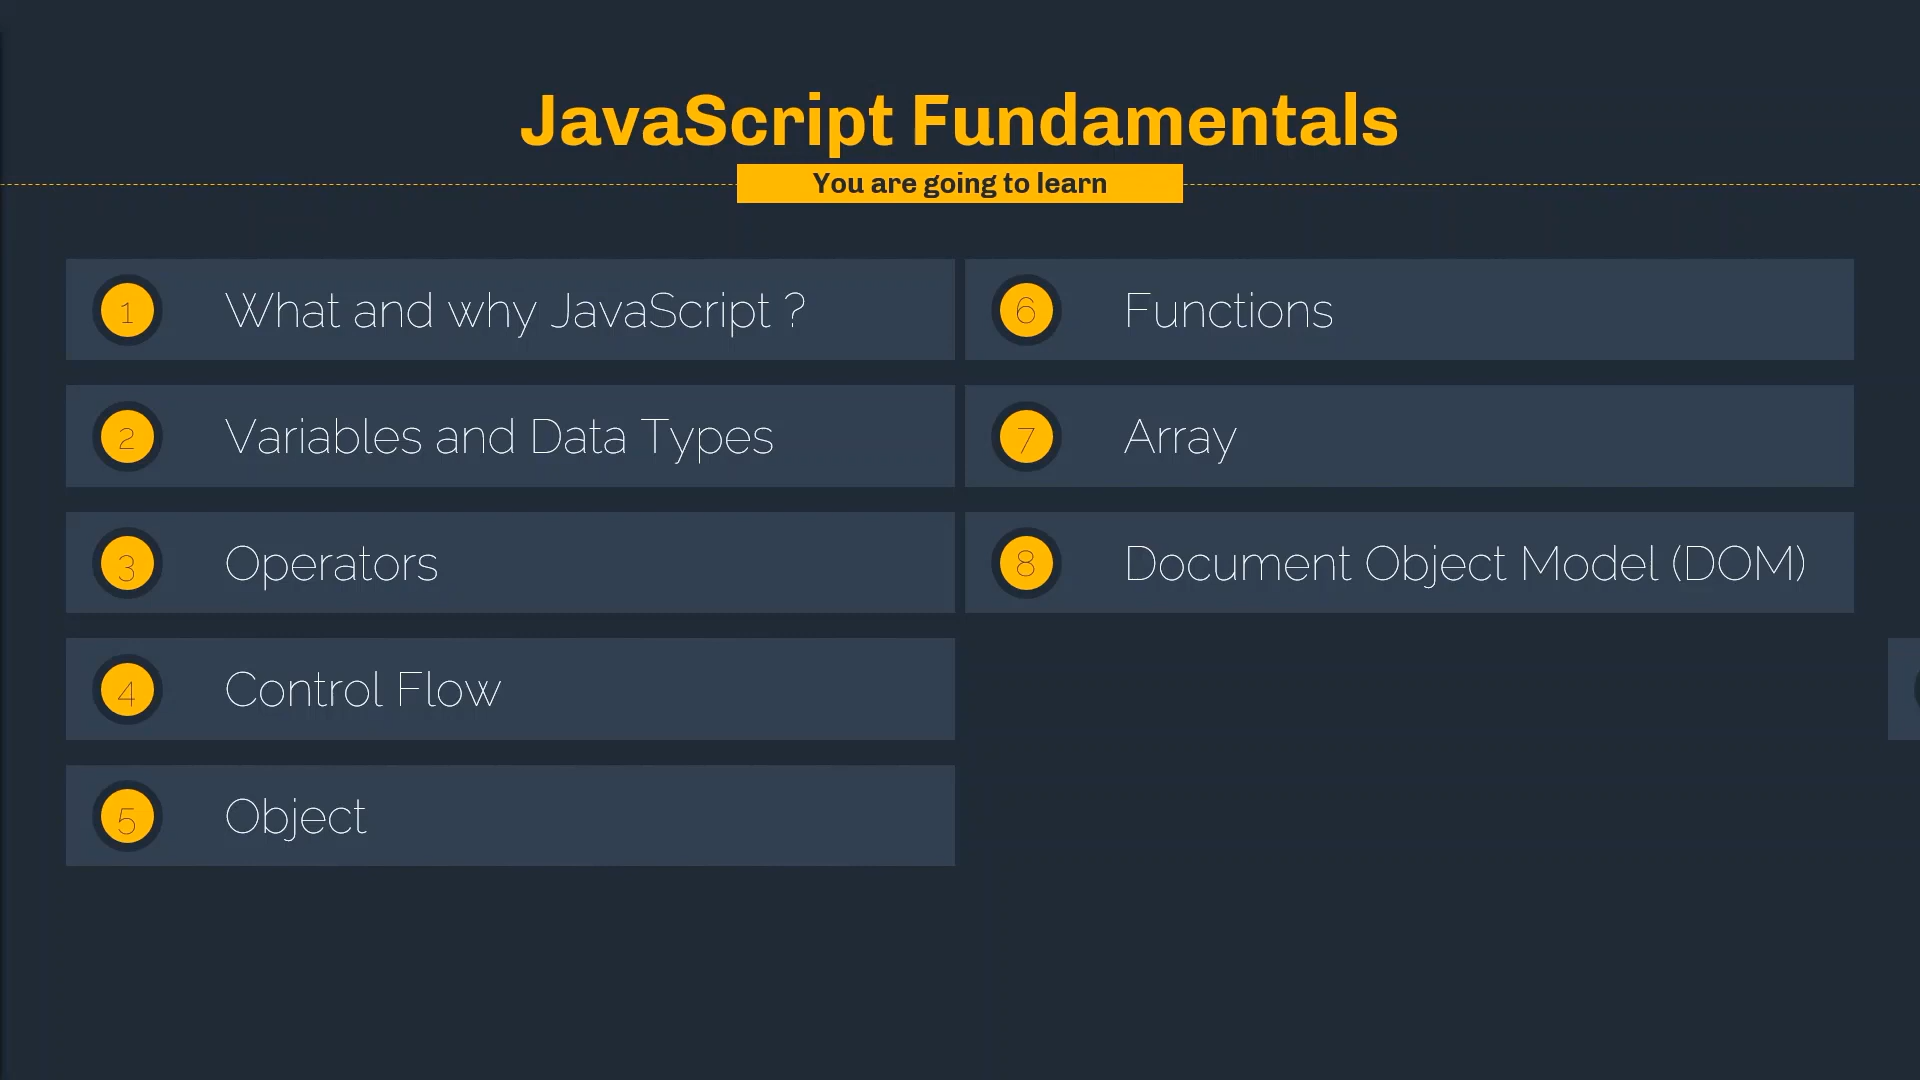 JavaScript Fundamentals
You are going to learn
1 What and why JavaScript ?
2 Variables and Data Types
3 Operators
4 Control Flow
5 Object
6 Functions
7 Array
8 Document Object Model (DOM)